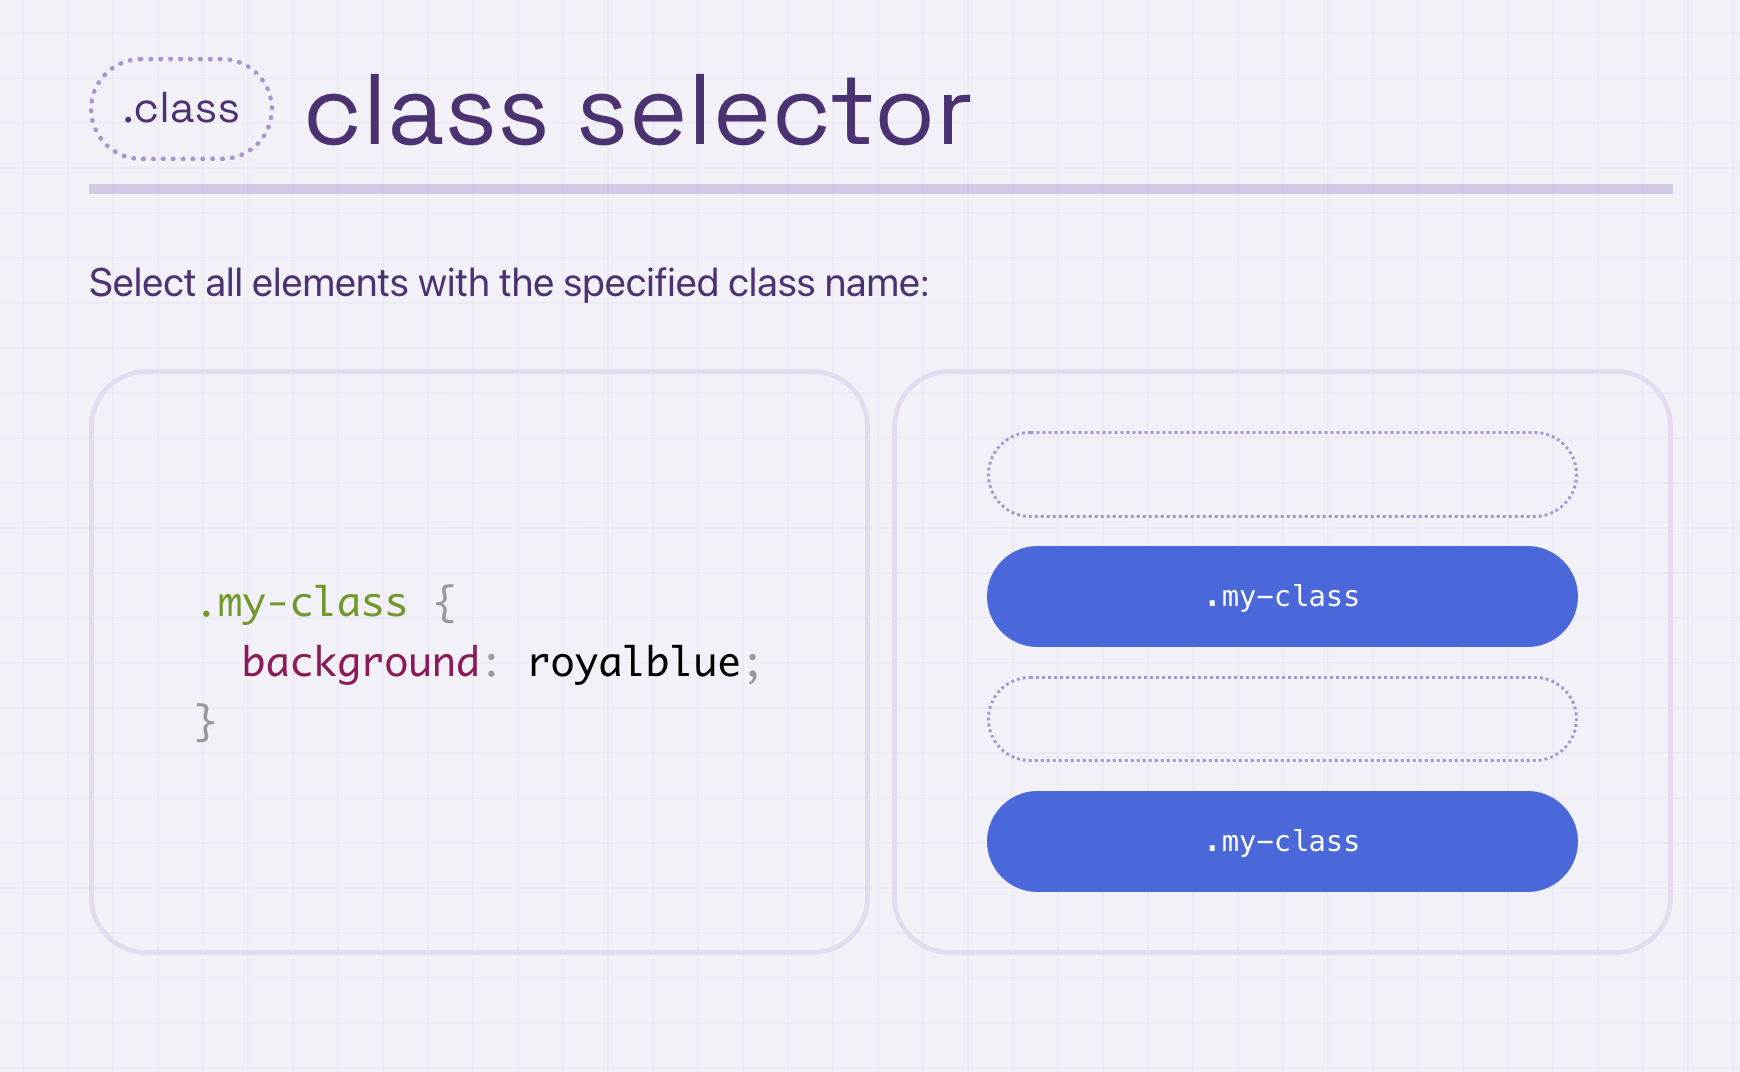 .class
class selector
Select all elements with the specified class name:
.my-class {
  background: royalblue;
}
.my-class
.my-class